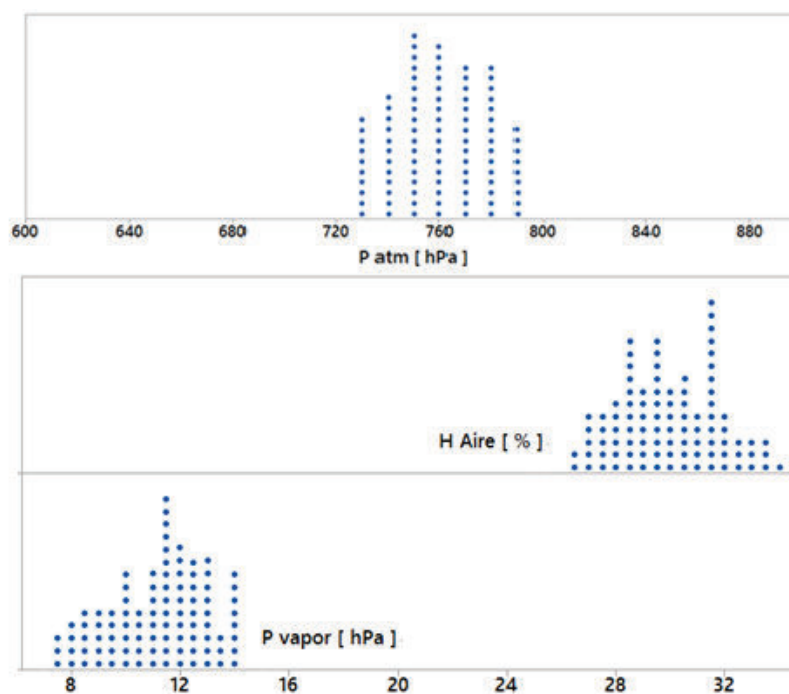 600 640 680 720 760 800 840 880
P atm [ hPa ]
H Aire [ % ]
P vapor [ hPa ]
8 12 16 20 24 28 32